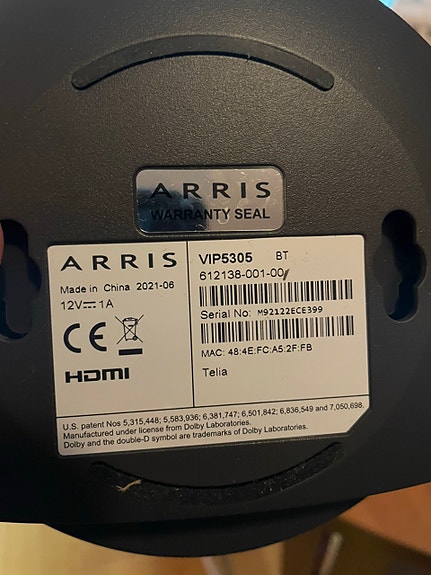 ARRIS
WARRANTY SEAL
ARRIS
Made in China 2021-06
12V⎓1A
CE
HDMI
VIP5305 BT
612138-001-00
Serial No: M92122ECE399
MAC: 48:4E:FC:A5:2F:FB
Telia
U.S. patent Nos 5,315,448; 5,583,936; 6,381,747; 6,501,842; 6,836,549 and 7,050,698.
Manufactured under license from Dolby Laboratories.
Dolby and the double-D symbol are trademarks of Dolby Laboratories.